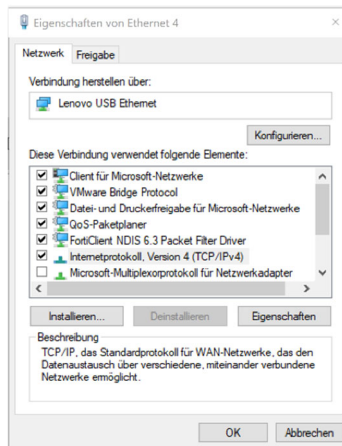 Eigenschaften von Ethernet 4
Netzwerk Freigabe
Verbindung herstellen über:
Lenovo USB Ethernet
Konfigurieren...
Diese Verbindung verwendet folgende Elemente:
Client für Microsoft-Netzwerke
VMware Bridge Protocol
Datei- und Druckerfreigabe für Microsoft-Netzwerke
QoS-Paketplaner
FortiClient NDIS 6.3 Packet Filter Driver
Internetprotokoll, Version 4 (TCP/IPv4)
Microsoft-Multiplexorprotokoll für Netzwerkadapter
Installieren... Deinstallieren Eigenschaften
Beschreibung
TCP/IP, das Standardprotokoll für WAN-Netzwerke, das den
Datenaustausch über verschiedene, miteinander verbundene
Netzwerke ermöglicht.
OK Abbrechen